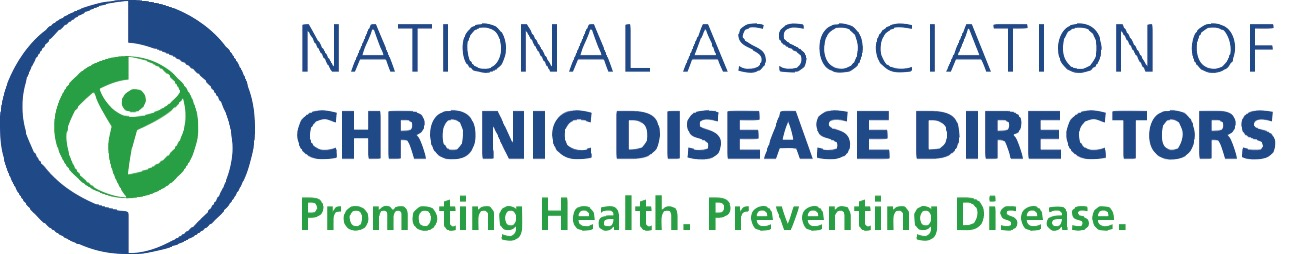 NATIONAL ASSOCIATION OF
CHRONIC DISEASE DIRECTORS
Promoting Health. Preventing Disease.